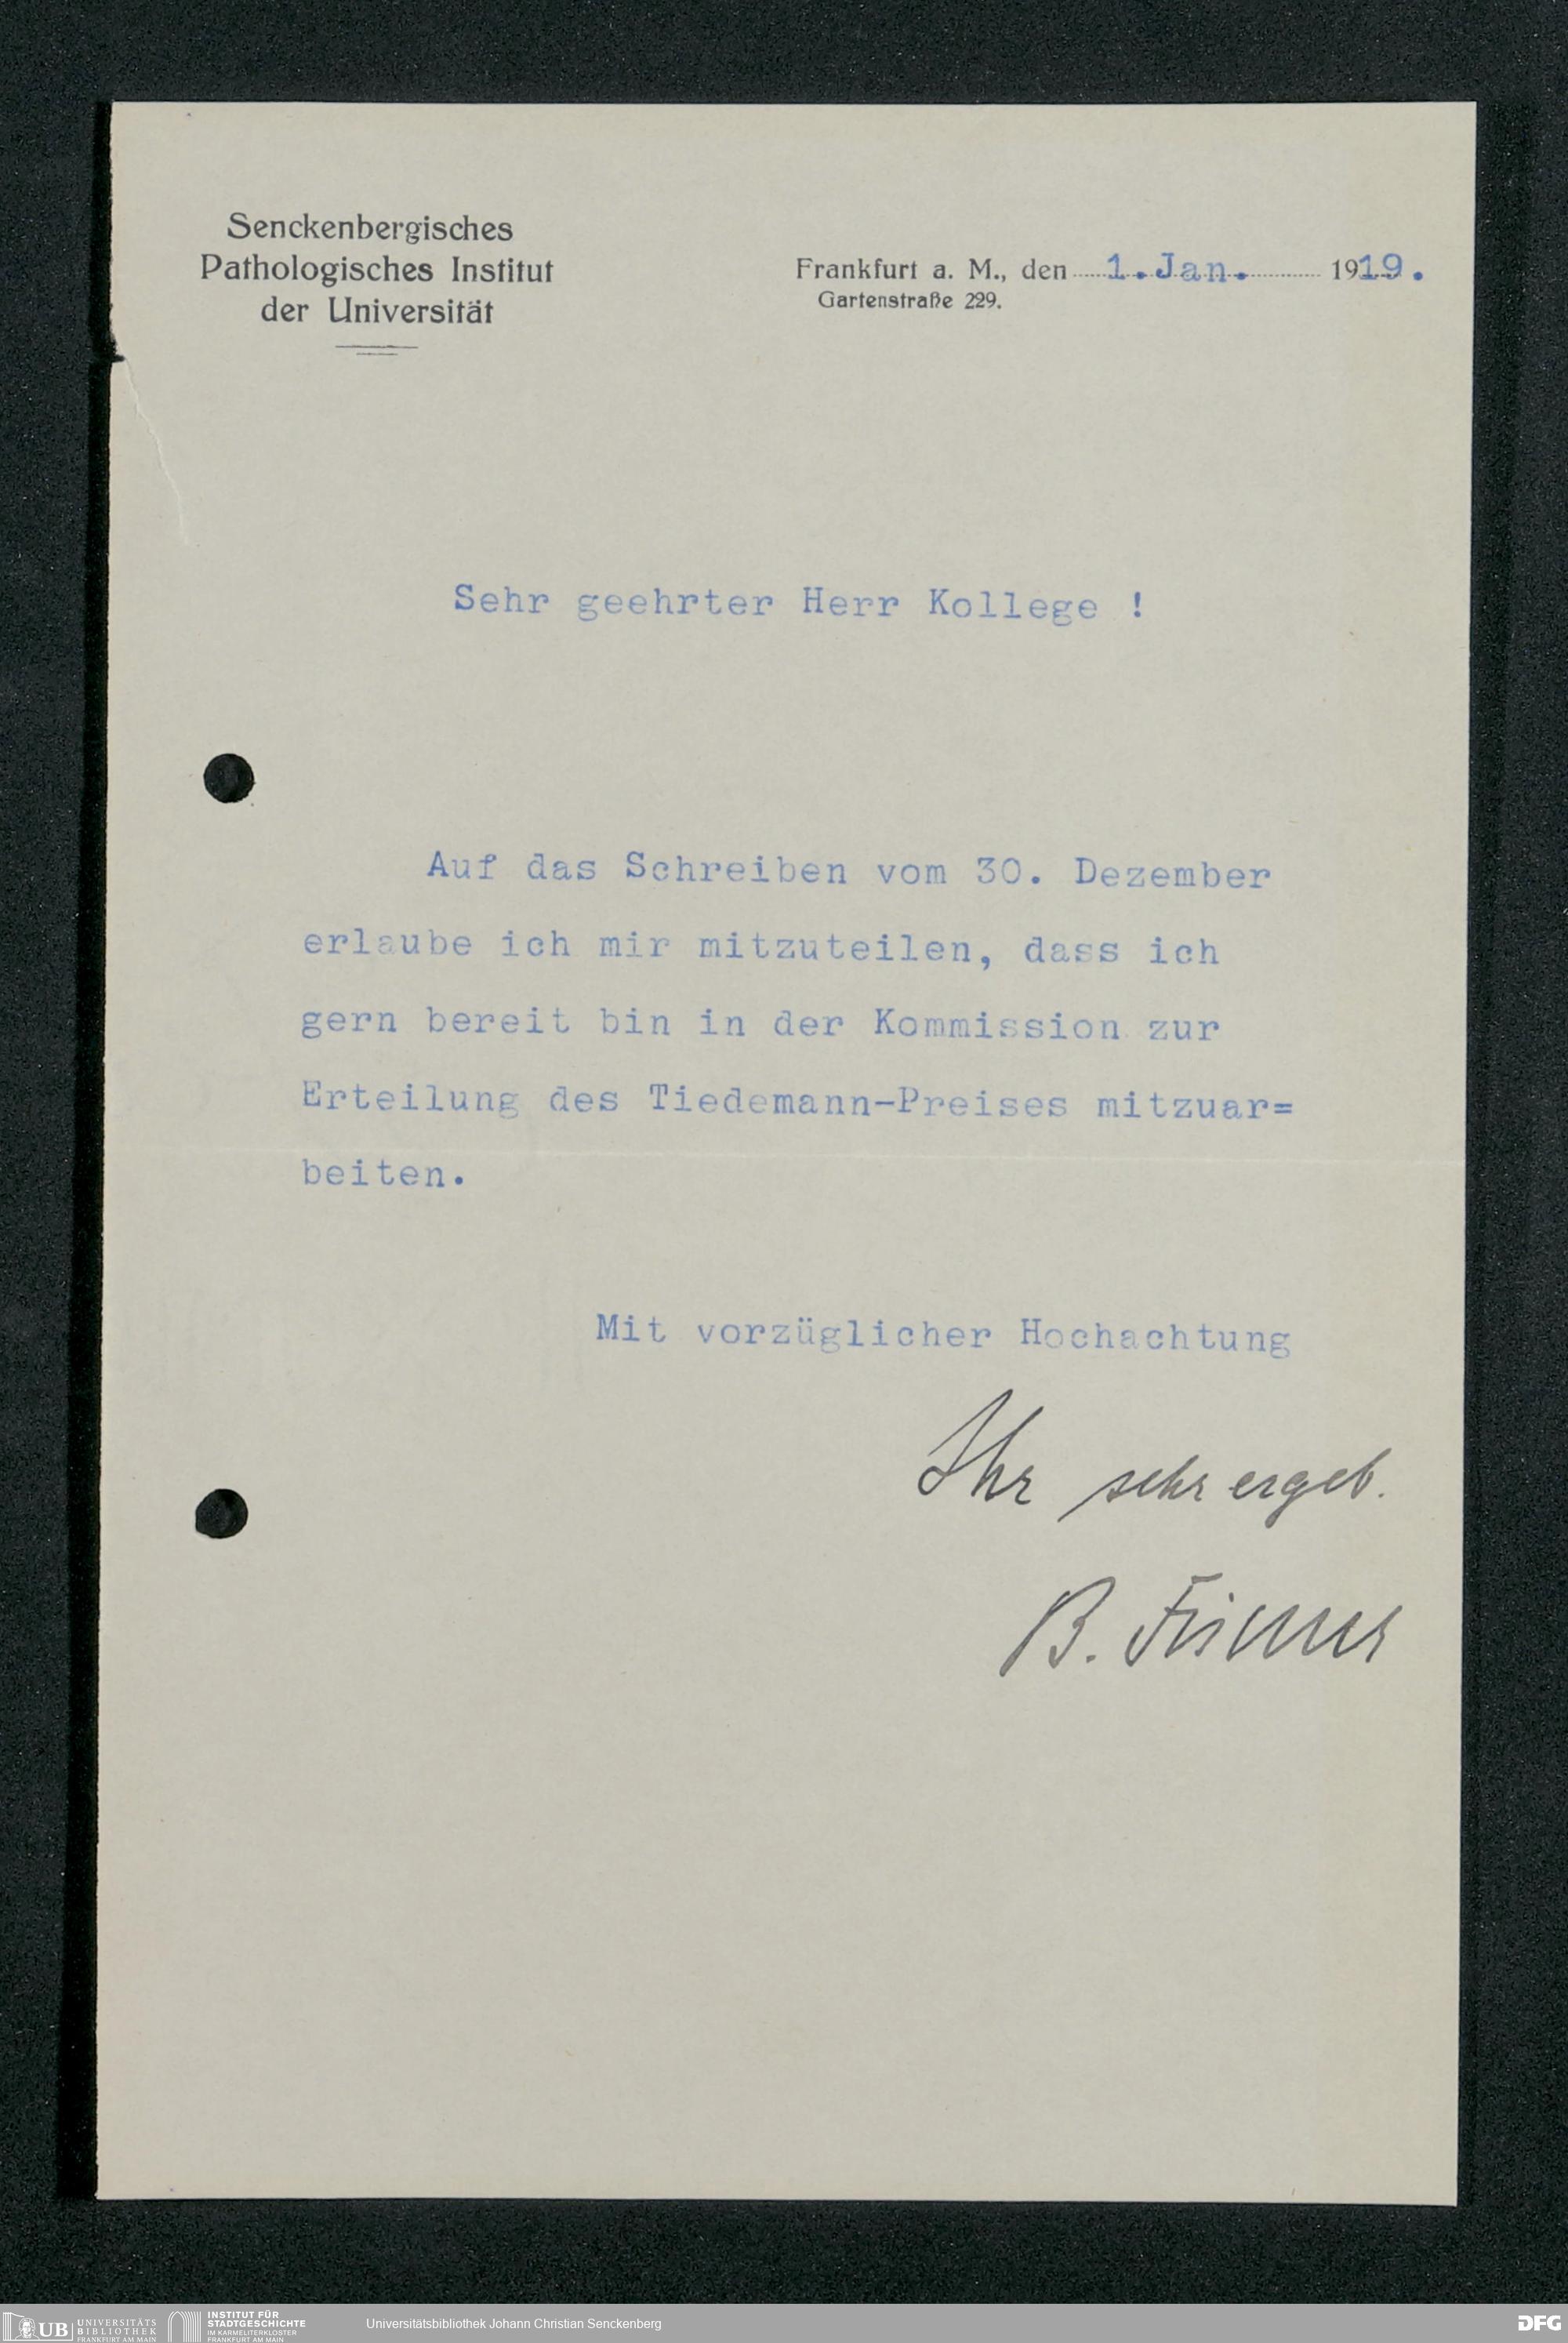 Senckenbergisches
Pathologisches Institut
der Universität
Frankfurt a. M., den 1. Jan. 1919.
Gartenstraße 229.
Sehr geehrter Herr Kollege !
Auf das Schreiben vom 30. Dezember
erlaube ich mir mitzuteilen, dass ich
gern bereit bin in der Kommission zur
Erteilung des Tiedemann-Preises mitzuar=
beiten.
Mit vorzüglicher Hochachtung
Ihr sehr ergeb.
B. Fischer
UB UNIVERSITÄTS
BIBLIOTHEK
FRANKFURT AM MAIN
INSTITUT FÜR
STADTGESCHICHTE
IM KARMELITERKLOSTER
FRANKFURT AM MAIN
Universitätsbibliothek Johann Christian Senckenberg
DFG